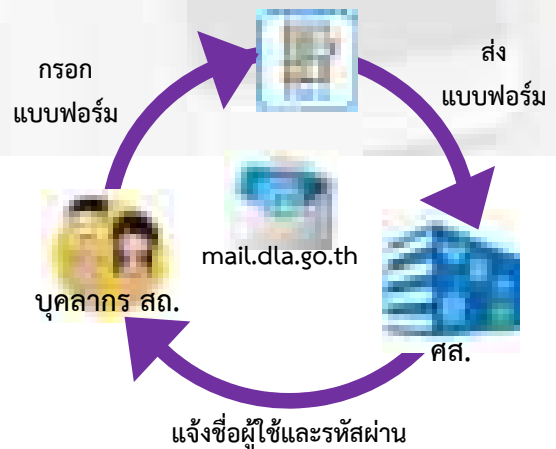 กรอก
แบบฟอร์ม
ส่ง
แบบฟอร์ม
mail.dla.go.th
บุคลากร สถ.
ศส.
แจ้งชื่อผู้ใช้และรหัสผ่าน